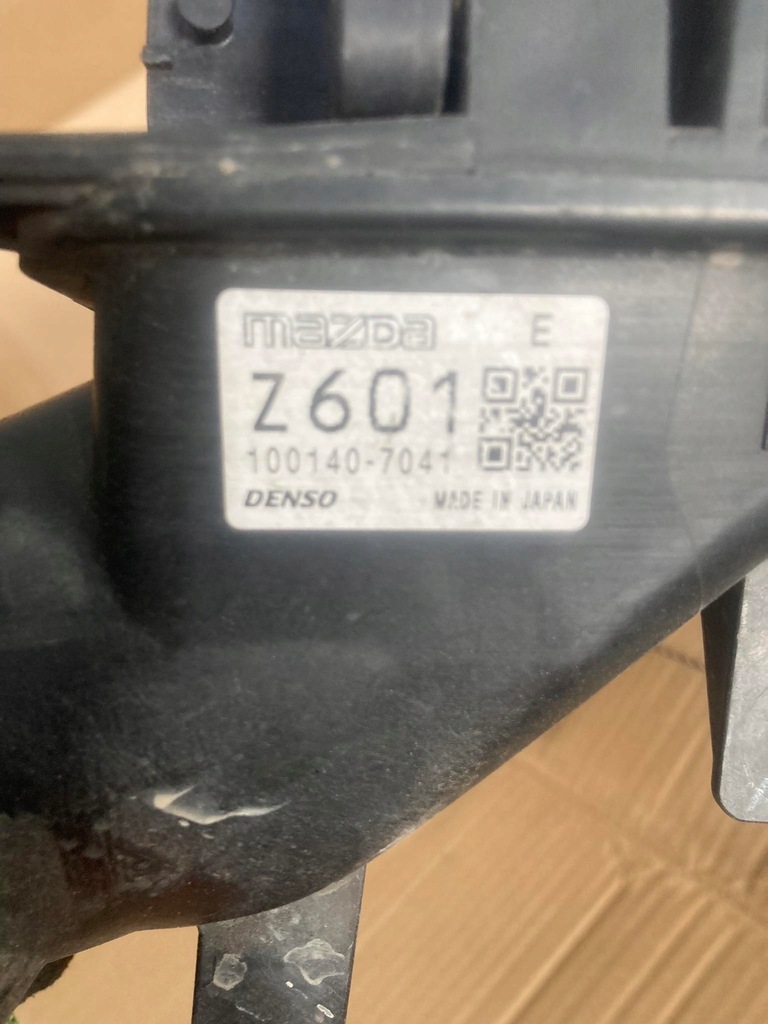 mazda E
Z601
100140-7041
DENSO MADE IN JAPAN